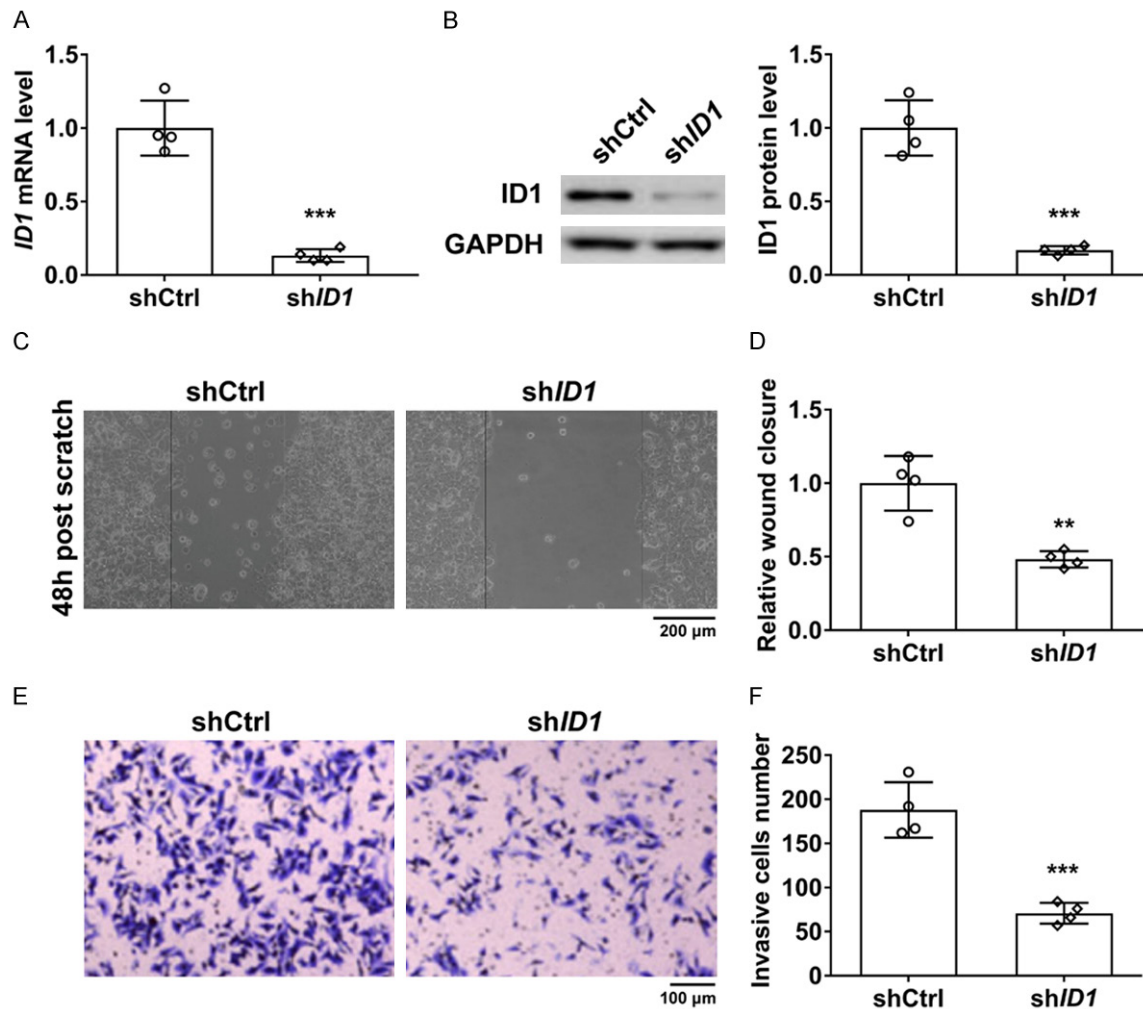 A
ID1 mRNA level
1.5
1.0
0.5
0.0
***
shCtrl
shID1
B
shCtrl
shID1
ID1
GAPDH
ID1 protein level
1.5
1.0
0.5
0.0
***
shCtrl
shID1
C
shCtrl
shID1
48h post scratch
200 µm
D
Relative wound closure
1.5
1.0
0.5
0.0
**
shCtrl
shID1
E
shCtrl
shID1
100 µm
F
Invasive cells number
250
200
150
100
50
0
***
shCtrl
shID1